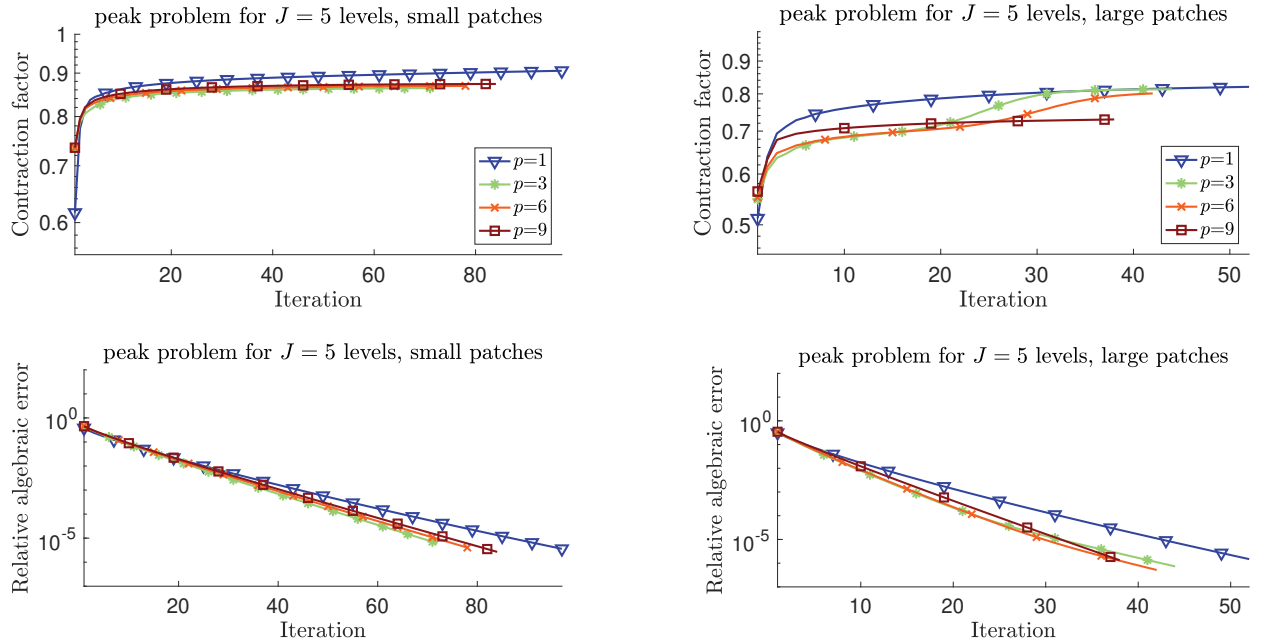 peak problem for J = 5 levels, small patches
Contraction factor
1
0.9
0.8
0.7
0.6
20 40 60 80
Iteration
p=1
p=3
p=6
p=9
peak problem for J = 5 levels, large patches
Contraction factor
0.9
0.8
0.7
0.6
0.5
10 20 30 40 50
Iteration
p=1
p=3
p=6
p=9
peak problem for J = 5 levels, small patches
Relative algebraic error
10^0
10^-5
20 40 60 80
Iteration
peak problem for J = 5 levels, large patches
Relative algebraic error
10^0
10^-5
10 20 30 40 50
Iteration